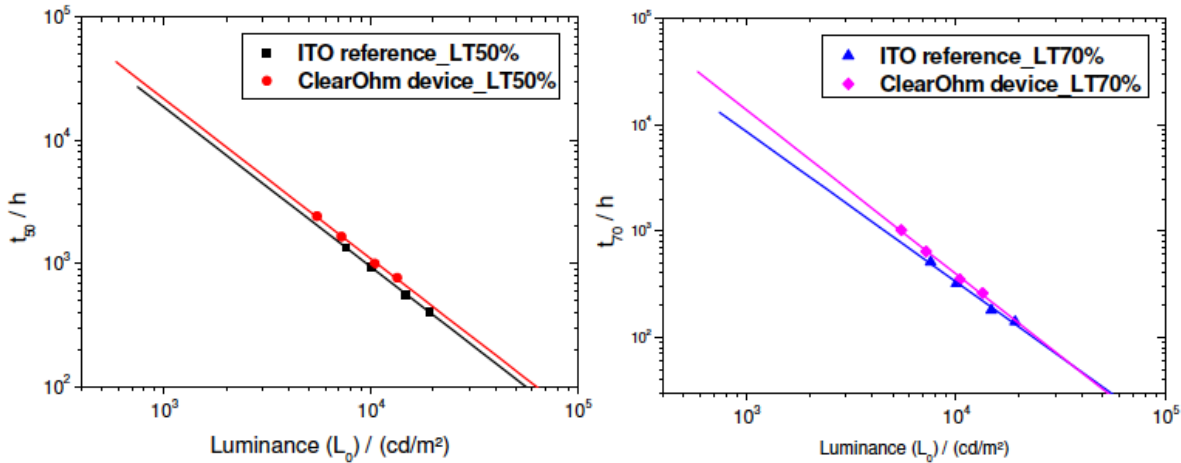 10⁵
10⁴
10³
10²
t₅₀ / h
ITO reference_LT50%
ClearOhm device_LT50%
10³ 10⁴ 10⁵
Luminance (L₀) / (cd/m²)
10⁵
10⁴
10³
10²
t₇₀ / h
ITO reference_LT70%
ClearOhm device_LT70%
10³ 10⁴ 10⁵
Luminance (L₀) / (cd/m²)